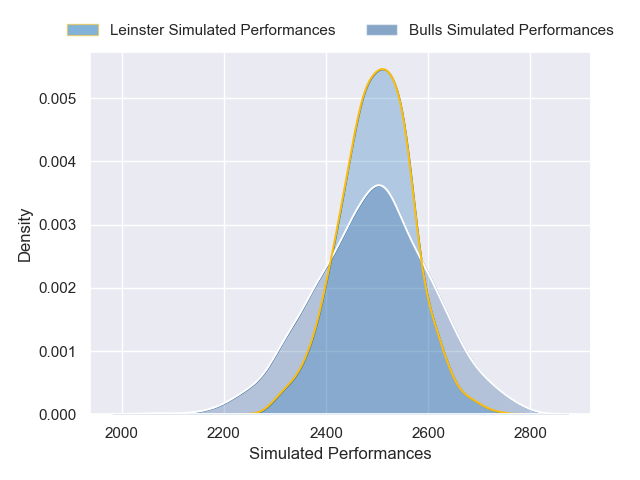 Leinster Simulated Performances
Bulls Simulated Performances
0.005
0.004
0.003
0.002
0.001
0.000
Density
2000 2200 2400 2600 2800
Simulated Performances